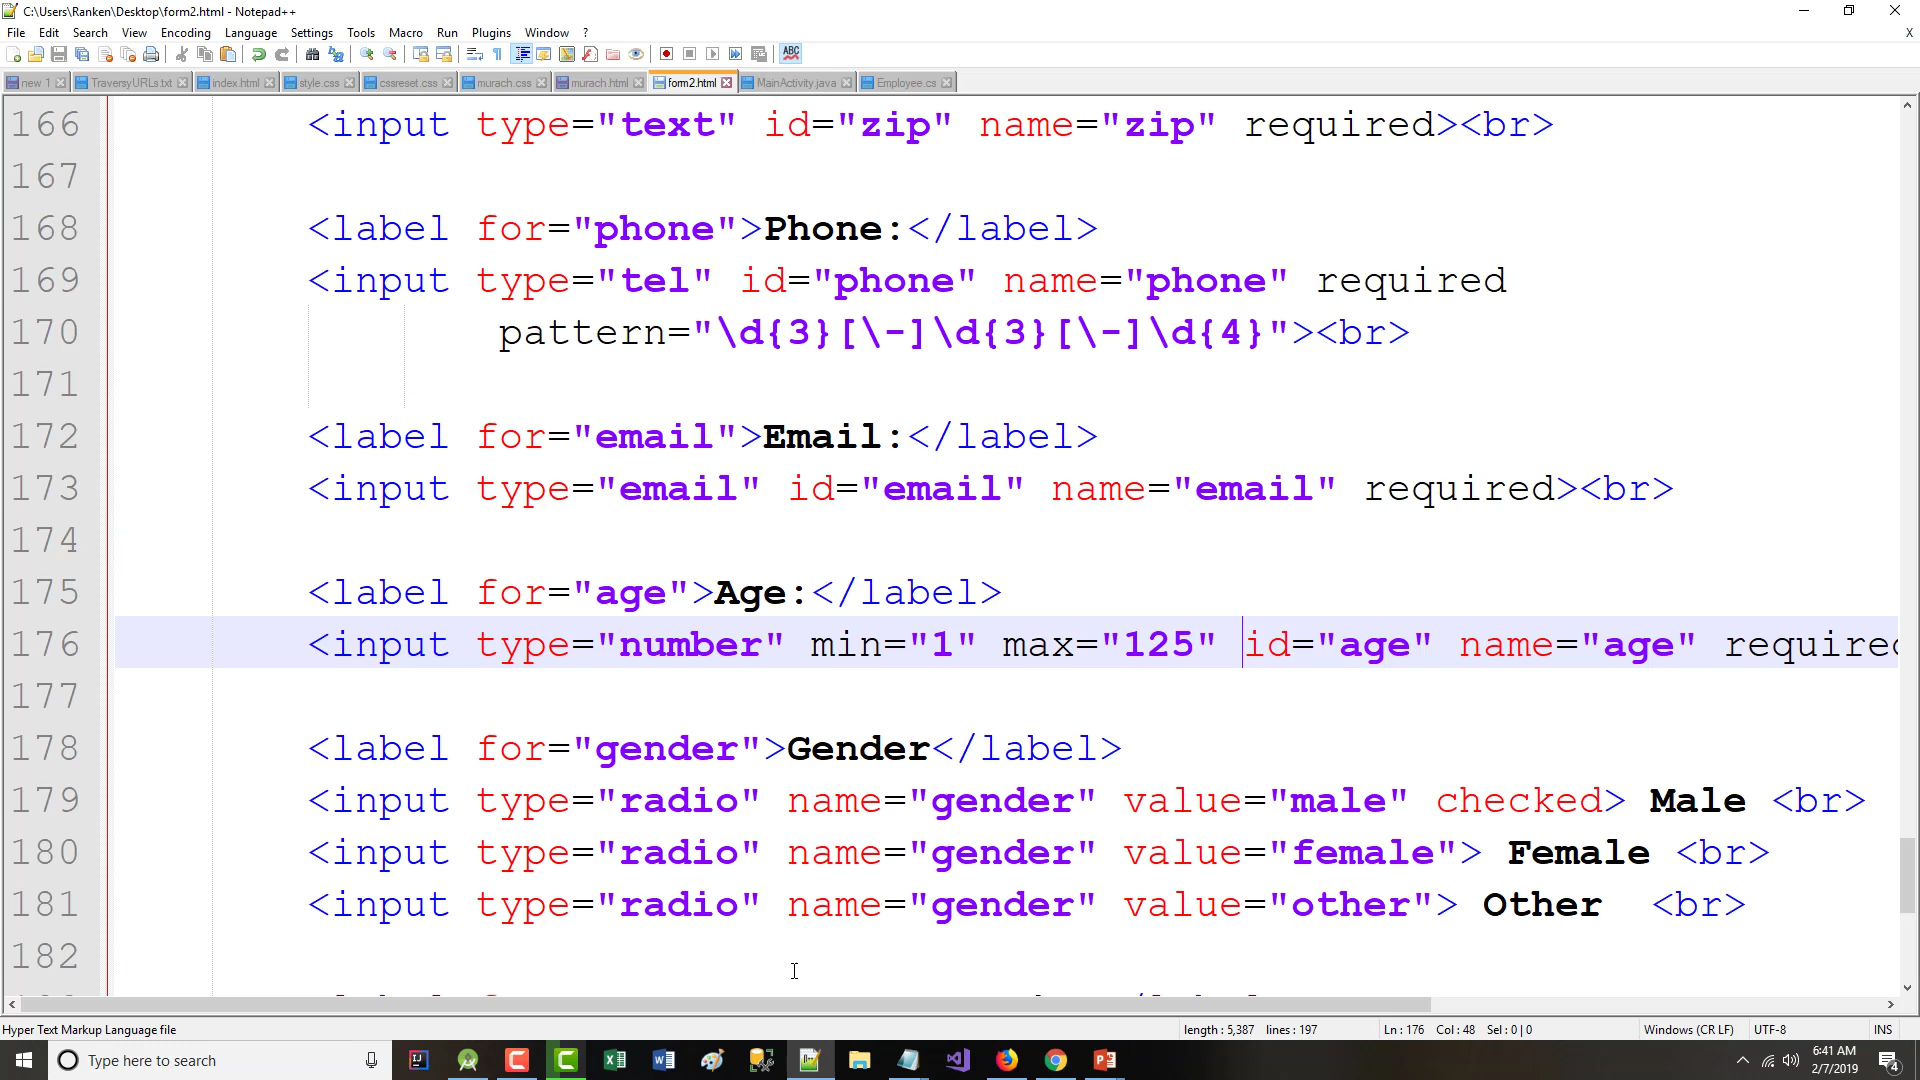 C:\Users\Ranken\Desktop\form2.html - Notepad++
File Edit Search View Encoding Language Settings Tools Macro Run Plugins Window ? X
ABC
new 1 TraversyURLs.txt index.html style.css cssreset.css murach.css murach.html form2.html MainActivity.java Employee.cs
166 <input type="text" id="zip" name="zip" required><br>
167
168 <label for="phone">Phone:</label>
169 <input type="tel" id="phone" name="phone" required
170 pattern="\d{3}[\-]\d{3}[\-]\d{4}"><br>
171
172 <label for="email">Email:</label>
173 <input type="email" id="email" name="email" required><br>
174
175 <label for="age">Age:</label>
176 <input type="number" min="1" max="125" id="age" name="age" required
177
178 <label for="gender">Gender</label>
179 <input type="radio" name="gender" value="male" checked> Male <br>
180 <input type="radio" name="gender" value="female"> Female <br>
181 <input type="radio" name="gender" value="other"> Other <br>
182
Hyper Text Markup Language file length : 5,387 lines : 197 Ln : 176 Col : 48 Sel : 0 | 0 Windows (CR LF) UTF-8 INS
Type here to search
6:41 AM
2/7/2019
4